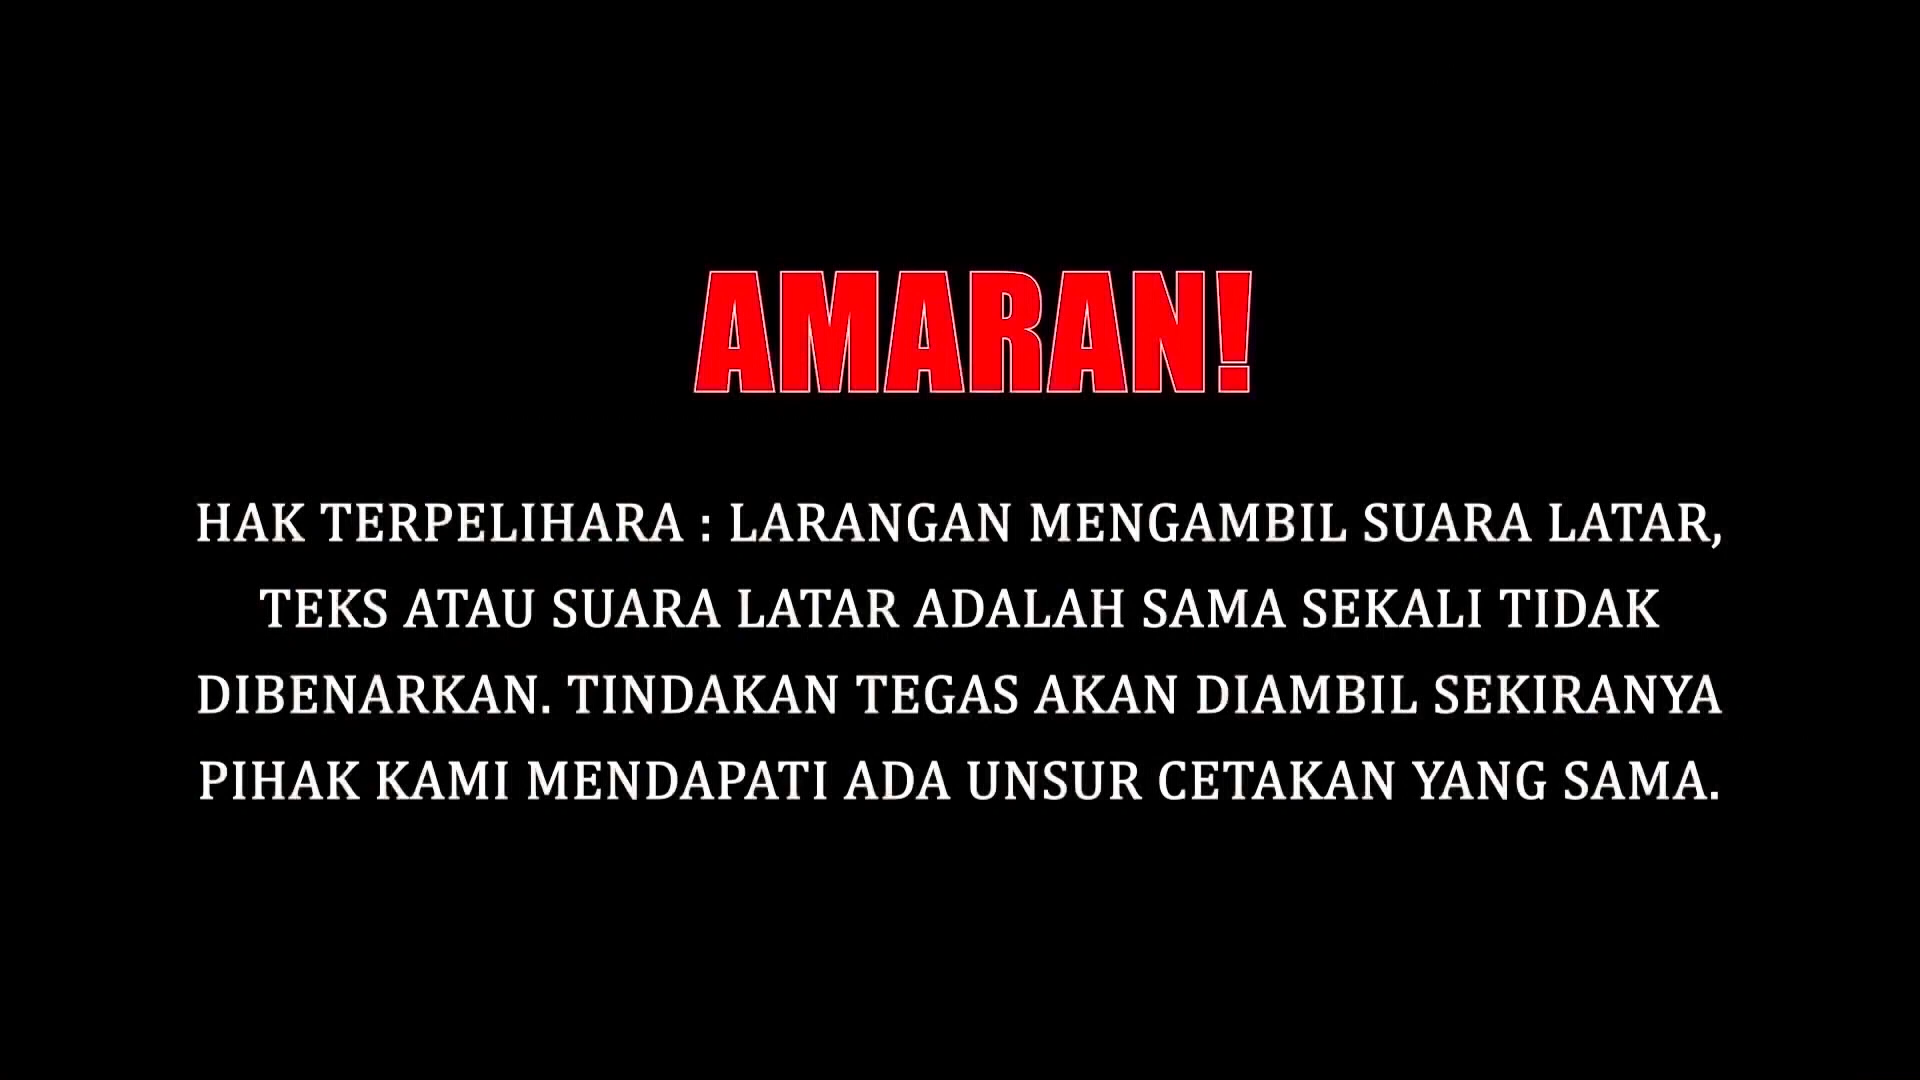 AMARAN!
HAK TERPELIHARA : LARANGAN MENGAMBIL SUARA LATAR,
TEKS ATAU SUARA LATAR ADALAH SAMA SEKALI TIDAK
DIBENARKAN. TINDAKAN TEGAS AKAN DIAMBIL SEKIRANYA
PIHAK KAMI MENDAPATI ADA UNSUR CETAKAN YANG SAMA.